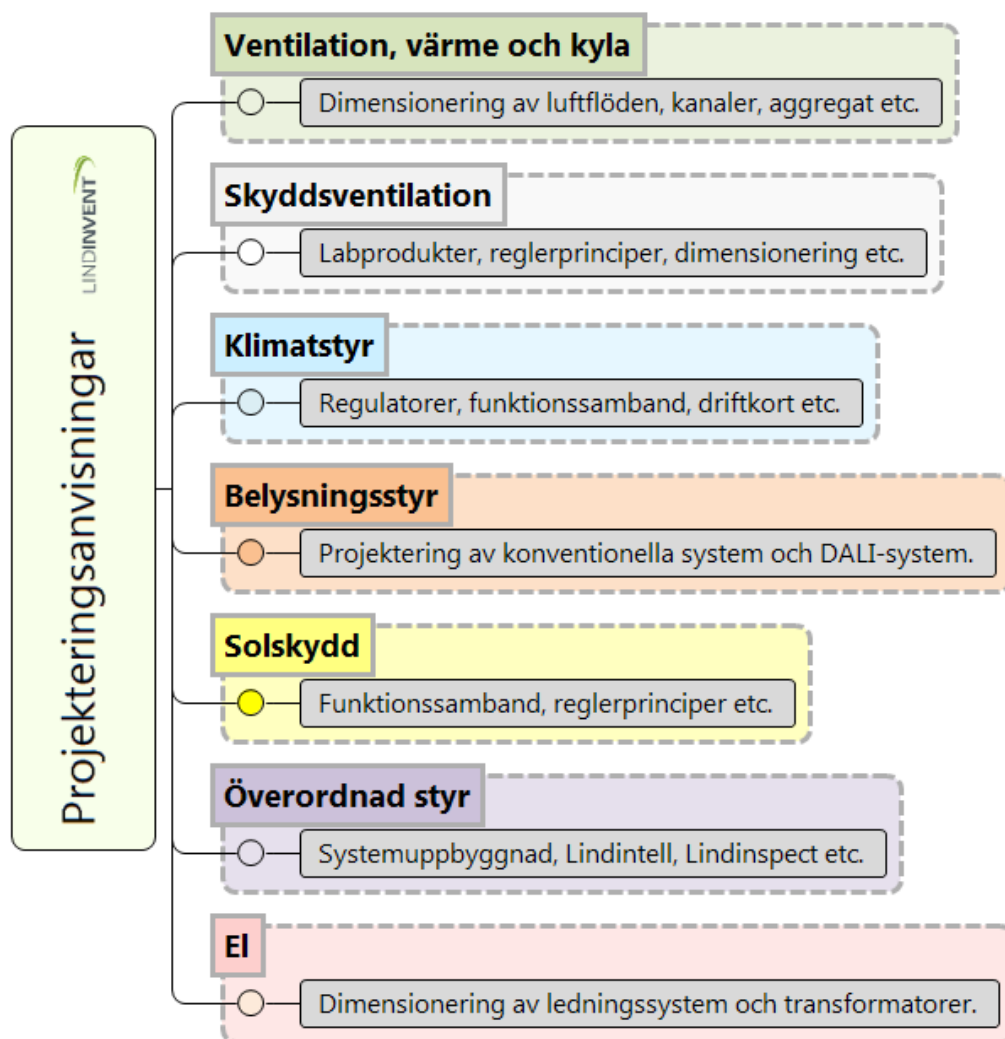 Projekteringsanvisningar
LINDINVENT
Ventilation, värme och kyla
Dimensionering av luftflöden, kanaler, aggregat etc.
Skyddsventilation
Labprodukter, reglerprinciper, dimensionering etc.
Klimatstyr
Regulatorer, funktionssamband, driftkort etc.
Belysningsstyr
Projektering av konventionella system och DALI-system.
Solskydd
Funktionssamband, reglerprinciper etc.
Överordnad styr
Systemuppbyggnad, Lindintell, Lindinspect etc.
El
Dimensionering av ledningssystem och transformatorer.